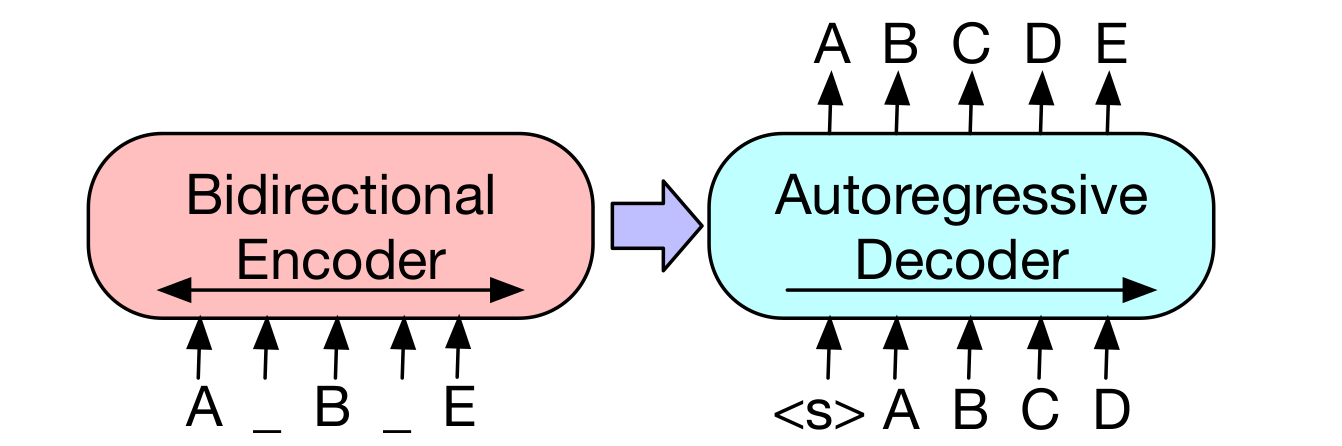 A B C D E
Bidirectional
Encoder
Autoregressive
Decoder
A _ B _ E
<s> A B C D